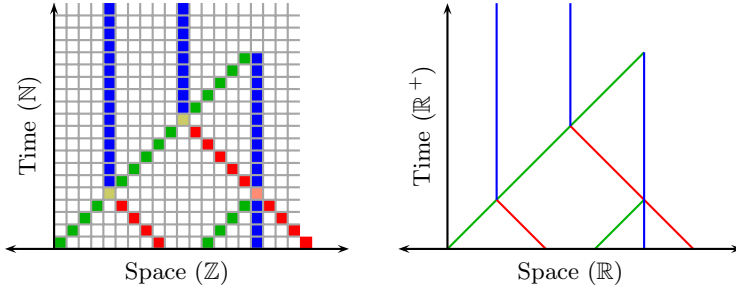 Time (ℕ)
Space (ℤ)
Time (ℝ⁺)
Space (ℝ)